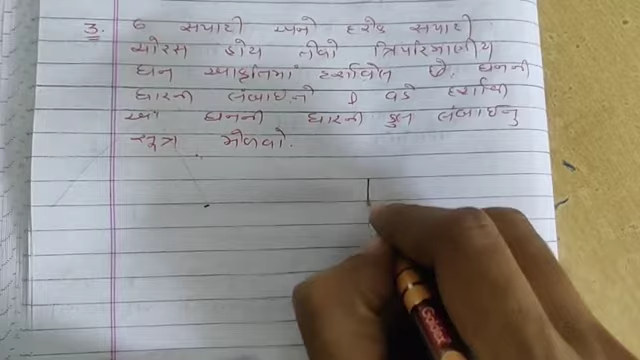 3. 6 સપાટી અને દરેક સપાટી
ચોરસ હોય તેવો ત્રિપરિમાણીય
ઘન આકૃતિમાં દર્શાવેલ છે. ઘનની
ધારની લંબાઈને l વડે દર્શાવી
ઘનની ધારની કુલ લંબાઈનુ
સૂત્ર મેળવો.